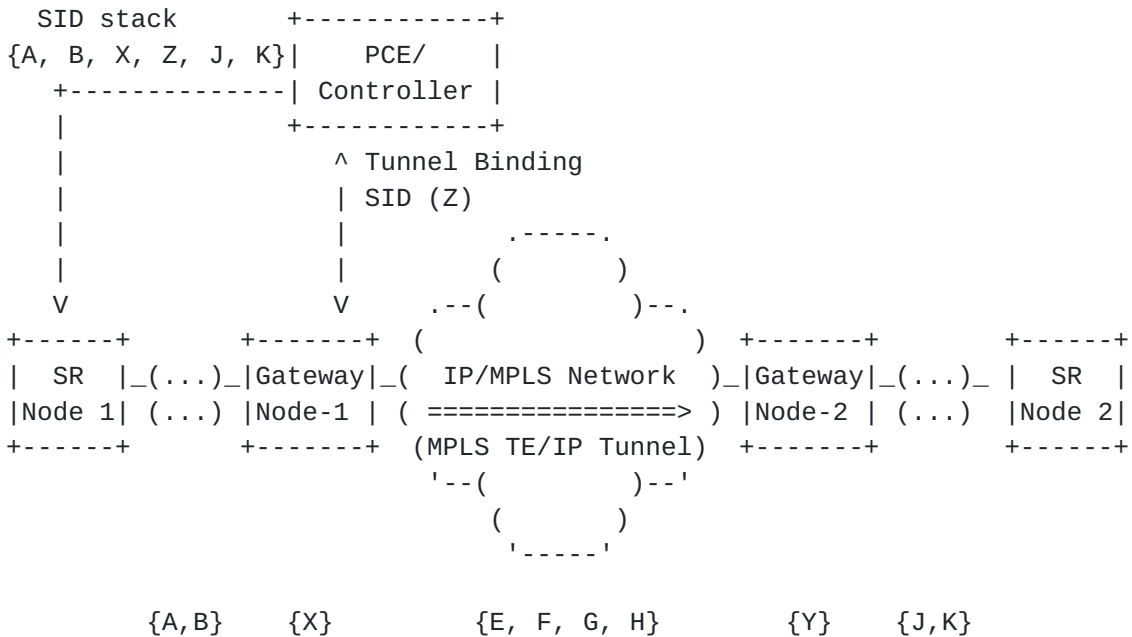 SID stack +------------+
{A, B, X, Z, J, K}| PCE/ |
+--------------| Controller |
| +------------+
| ^ Tunnel Binding
| | SID (Z)
| | .-----.
| | ( )
V V .--( )--.
+------+ +-------+ ( ) +-------+ +------+
| SR |_(...)_|Gateway|_( IP/MPLS Network )_|Gateway|_(...)_ | SR |
|Node 1| (...) |Node-1 | ( ================> ) |Node-2 | (...) |Node 2|
+------+ +-------+ (MPLS TE/IP Tunnel) +-------+ +------+
'--( )--'
( )
'-----'
{A,B} {X} {E, F, G, H} {Y} {J,K}